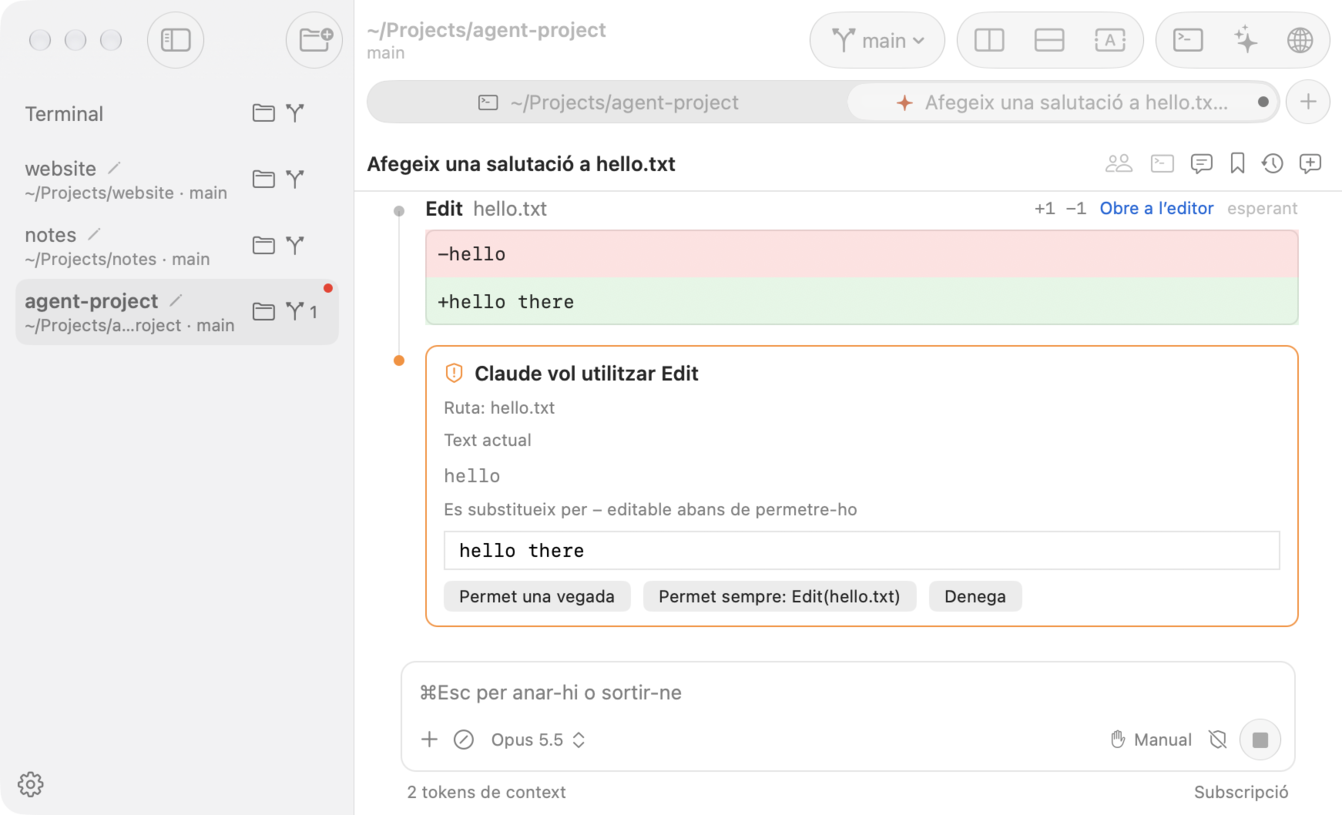 ~/Projects/agent-project
main
main
Terminal
website
~/Projects/website · main
notes
~/Projects/notes · main
agent-project
~/Projects/a...roject · main
1
~/Projects/agent-project
Afegeix una salutació a hello.tx...
Afegeix una salutació a hello.txt
Edit hello.txt
+1 −1 Obre a l’editor esperant
−hello
+hello there
Claude vol utilitzar Edit
Ruta: hello.txt
Text actual
hello
Es substitueix per – editable abans de permetre-ho
hello there
Permet una vegada
Permet sempre: Edit(hello.txt)
Denega
⌘Esc per anar-hi o sortir-ne
Opus 5.5
Manual
2 tokens de context
Subscripció